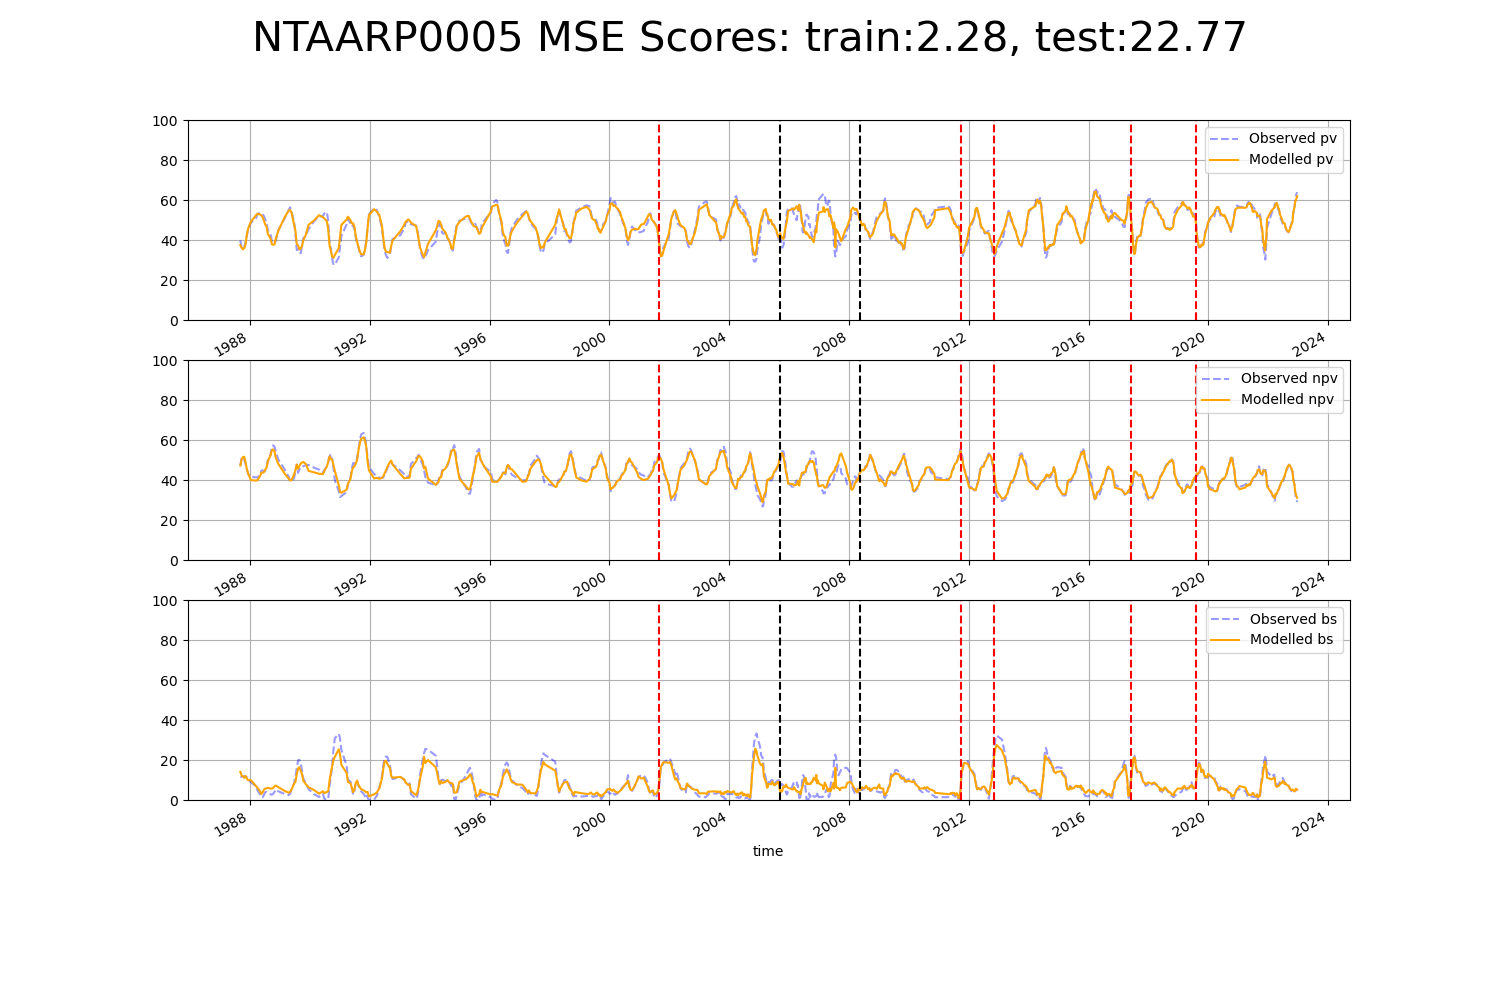 NTAARP0005 MSE Scores: train:2.28, test:22.77
100
80
60
40
20
0
Observed pv
Modelled pv
1988 1992 1996 2000 2004 2008 2012 2016 2020 2024
100
80
60
40
20
0
Observed npv
Modelled npv
1988 1992 1996 2000 2004 2008 2012 2016 2020 2024
100
80
60
40
20
0
Observed bs
Modelled bs
1988 1992 1996 2000 2004 2008 2012 2016 2020 2024
time